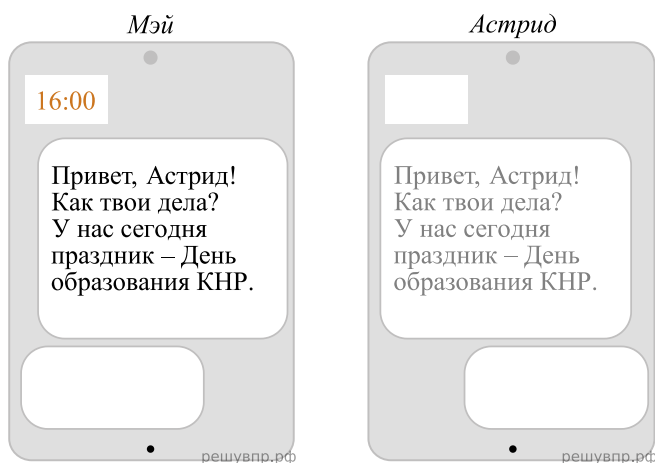 Мэй
Астрид
16:00
Привет, Астрид!
Как твои дела?
У нас сегодня
праздник – День
образования КНР.
Привет, Астрид!
Как твои дела?
У нас сегодня
праздник – День
образования КНР.
решувпр.рф
решувпр.рф